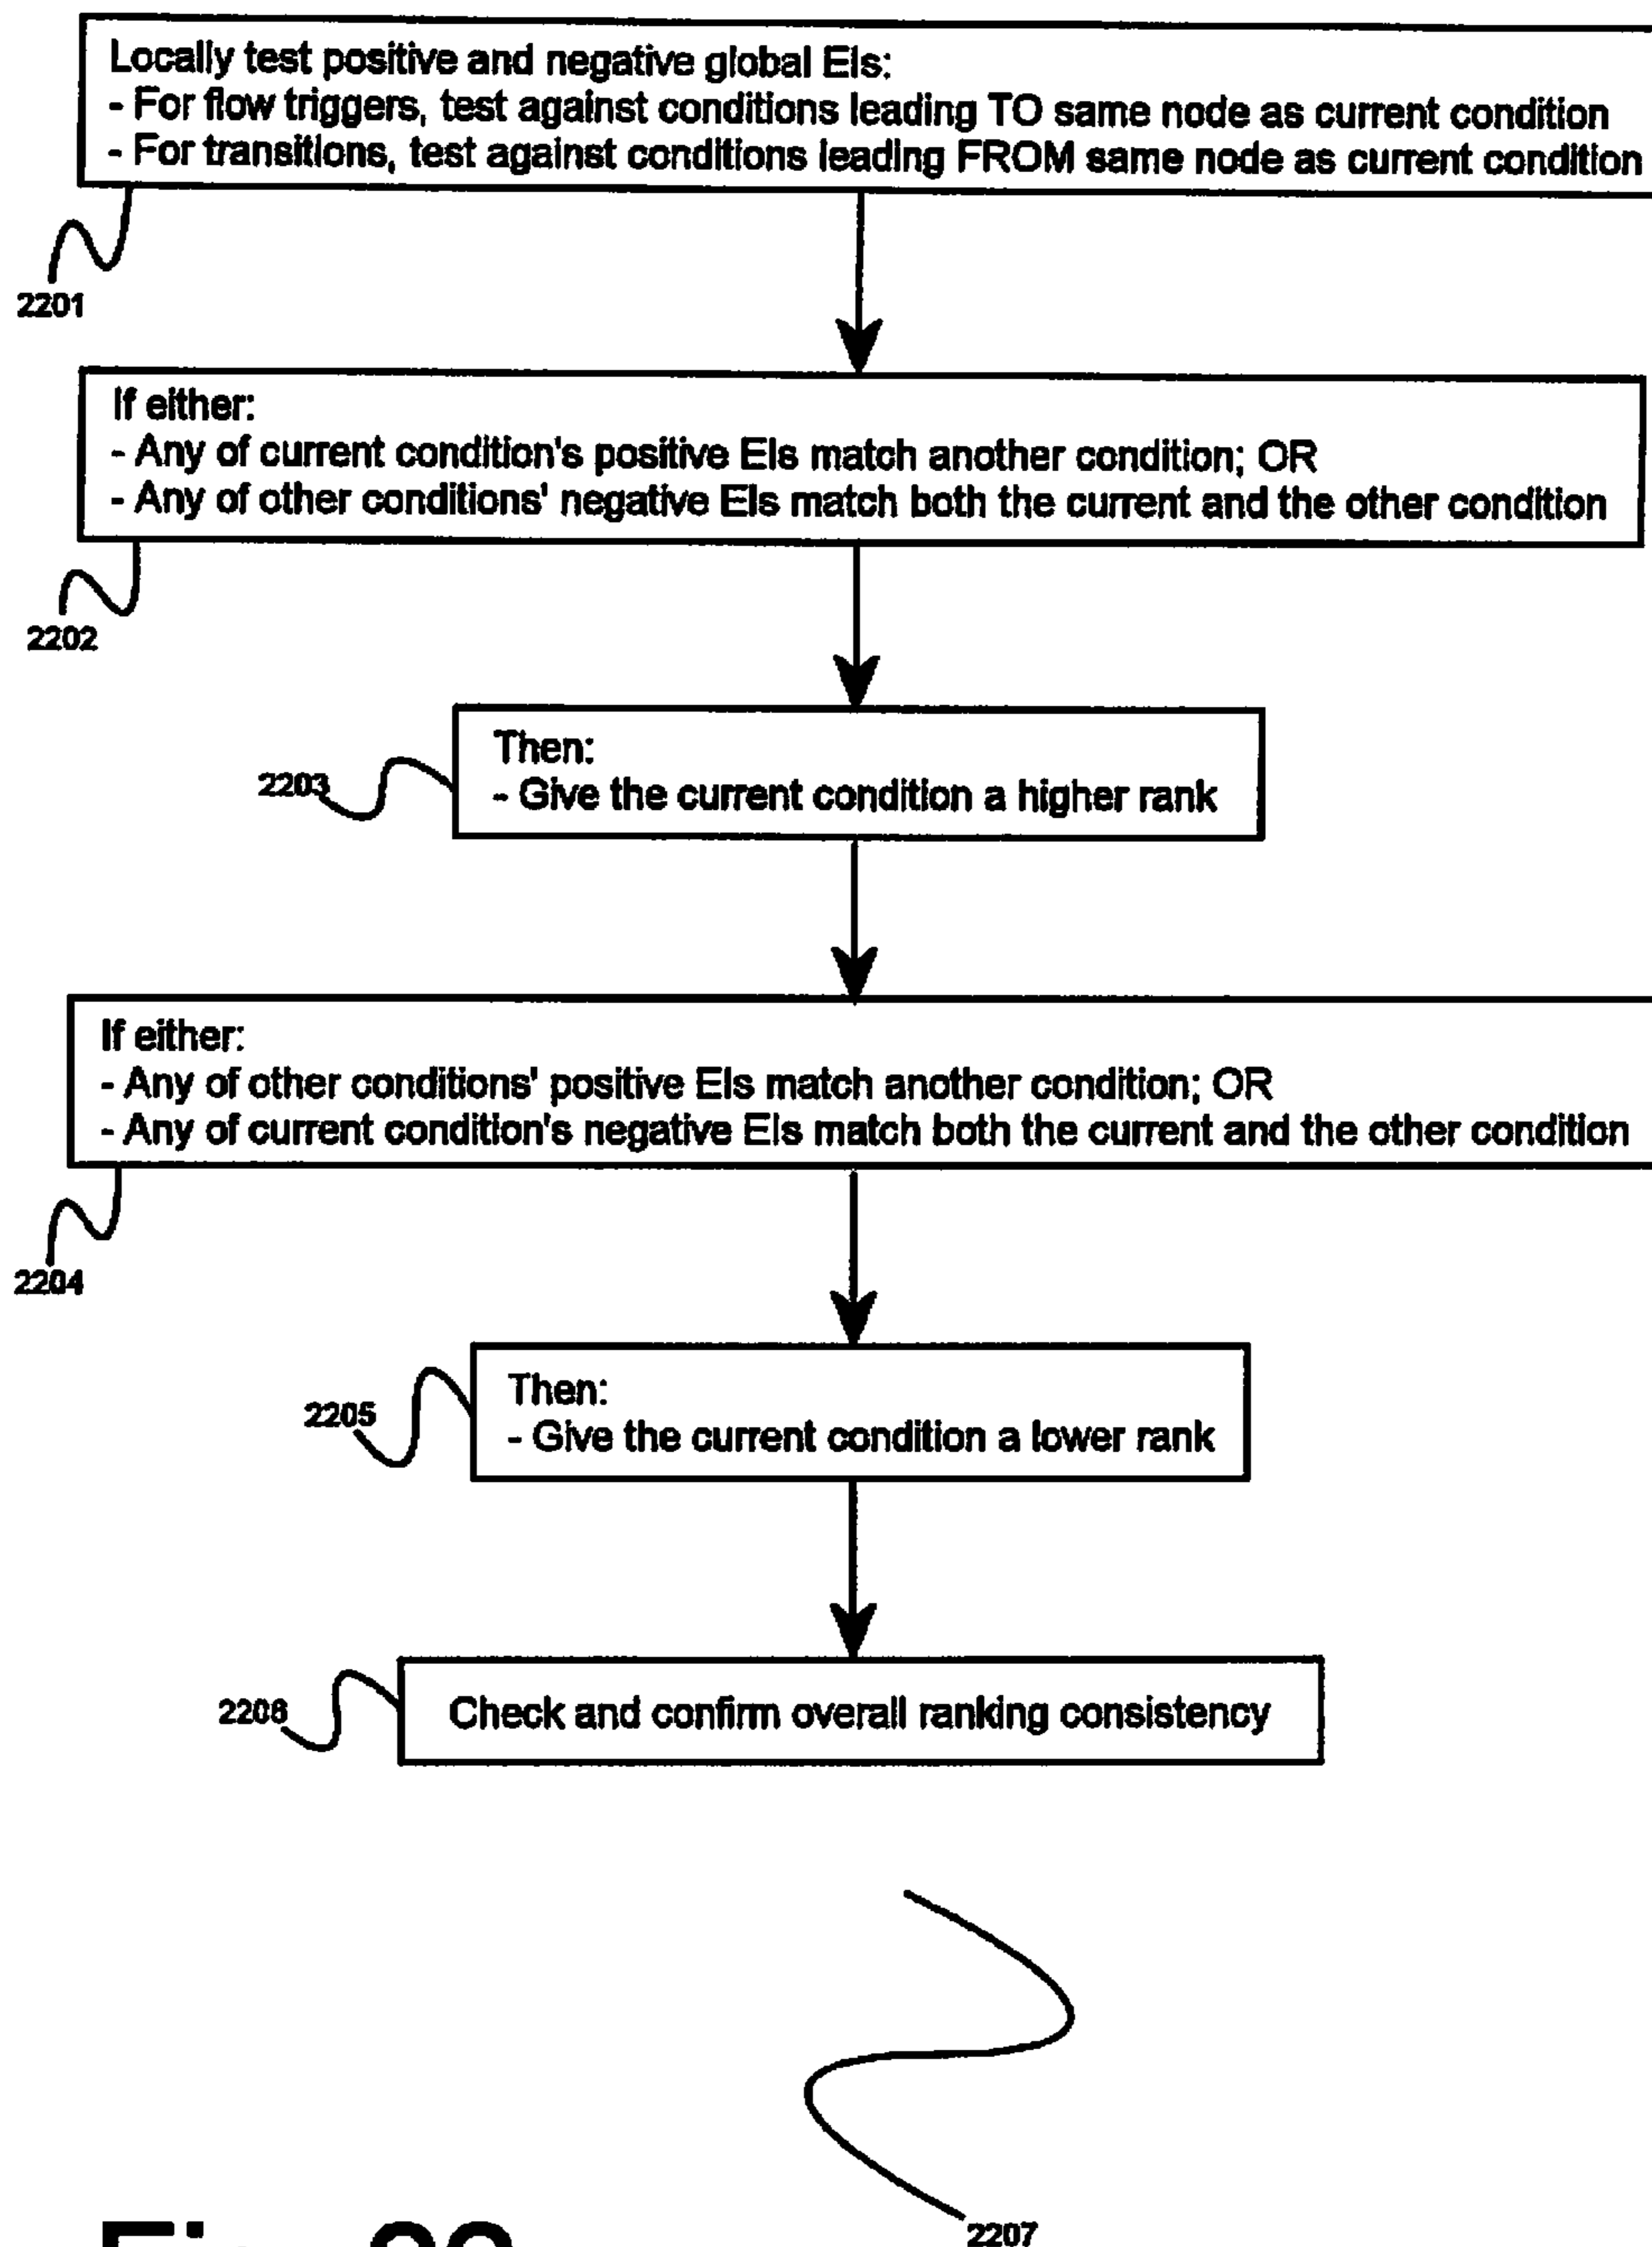 Locally test positive and negative global EIs:
- For flow triggers, test against conditions leading TO same node as current condition
- For transitions, test against conditions leading FROM same node as current condition
2201
If either:
- Any of current condition's positive EIs match another condition; OR
- Any of other conditions' negative EIs match both the current and the other condition
2202
Then:
- Give the current condition a higher rank
2203
If either:
- Any of other conditions' positive EIs match another condition; OR
- Any of current condition's negative EIs match both the current and the other condition
2204
Then:
- Give the current condition a lower rank
2205
Check and confirm overall ranking consistency
2206
2207